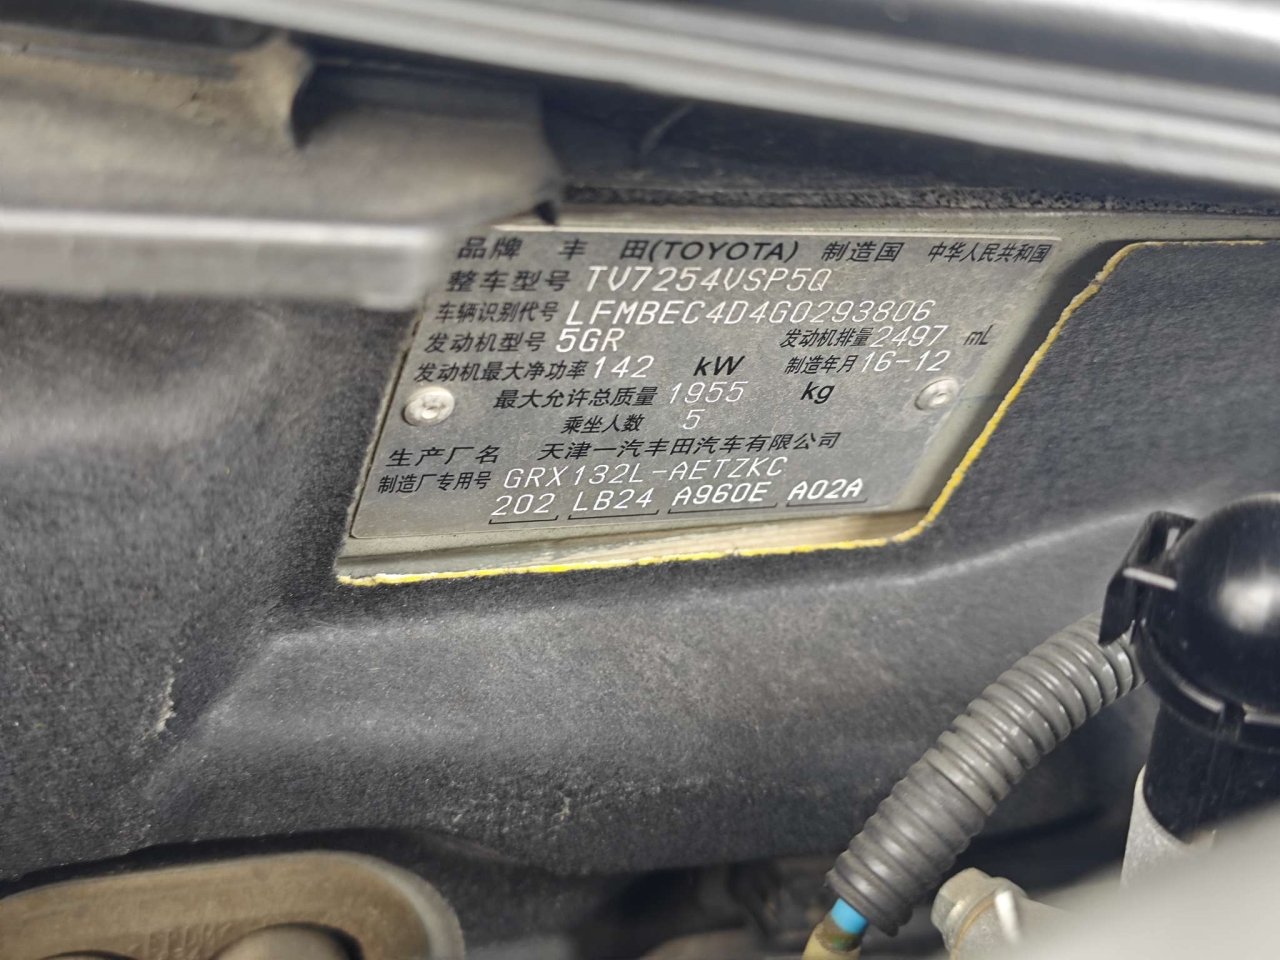 品牌 丰田(TOYOTA) 制造国 中华人民共和国
整车型号 TV7254VSP5Q
车辆识别代号 LFMBEC4D4G0293806
发动机型号 5GR 发动机排量 2497 mL
发动机最大净功率 142 kW 制造年月 16-12
最大允许总质量 1955 kg
乘坐人数 5
生产厂名 天津一汽丰田汽车有限公司
制造厂专用号 GRX132L-AETZKC
202 LB24 A960E A02A